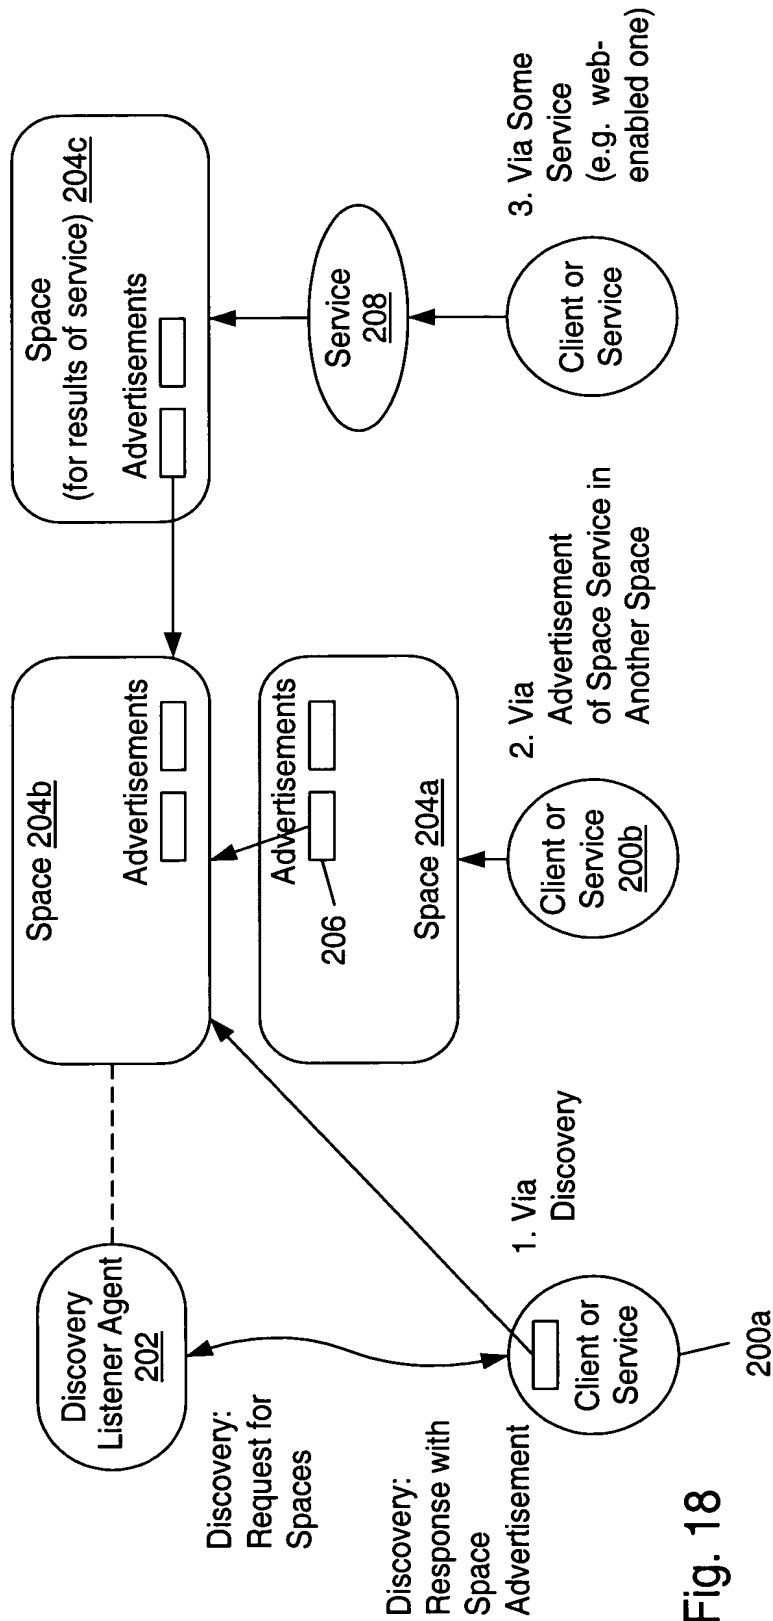 Discovery
Listener Agent
202
Discovery:
Request for
Spaces
Discovery:
Response with
Space
Advertisement
Client or
Service
200a
1. Via
Discovery
Space 204b
Advertisements
Advertisements
206
Space 204a
Client or
Service
200b
2. Via
Advertisement
of Space Service in
Another Space
Space
(for results of service) 204c
Advertisements
Service
208
Client or
Service
3. Via Some
Service
(e.g. web-
enabled one)
Fig. 18